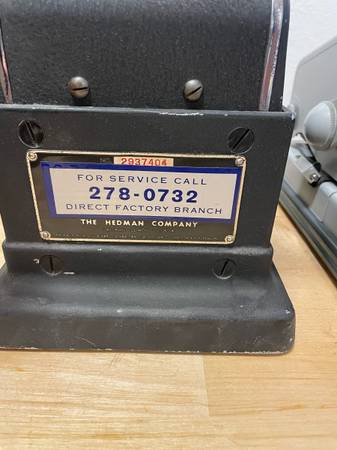 2937404
FOR SERVICE CALL
278-0732
DIRECT FACTORY BRANCH
THE HEDMAN COMPANY